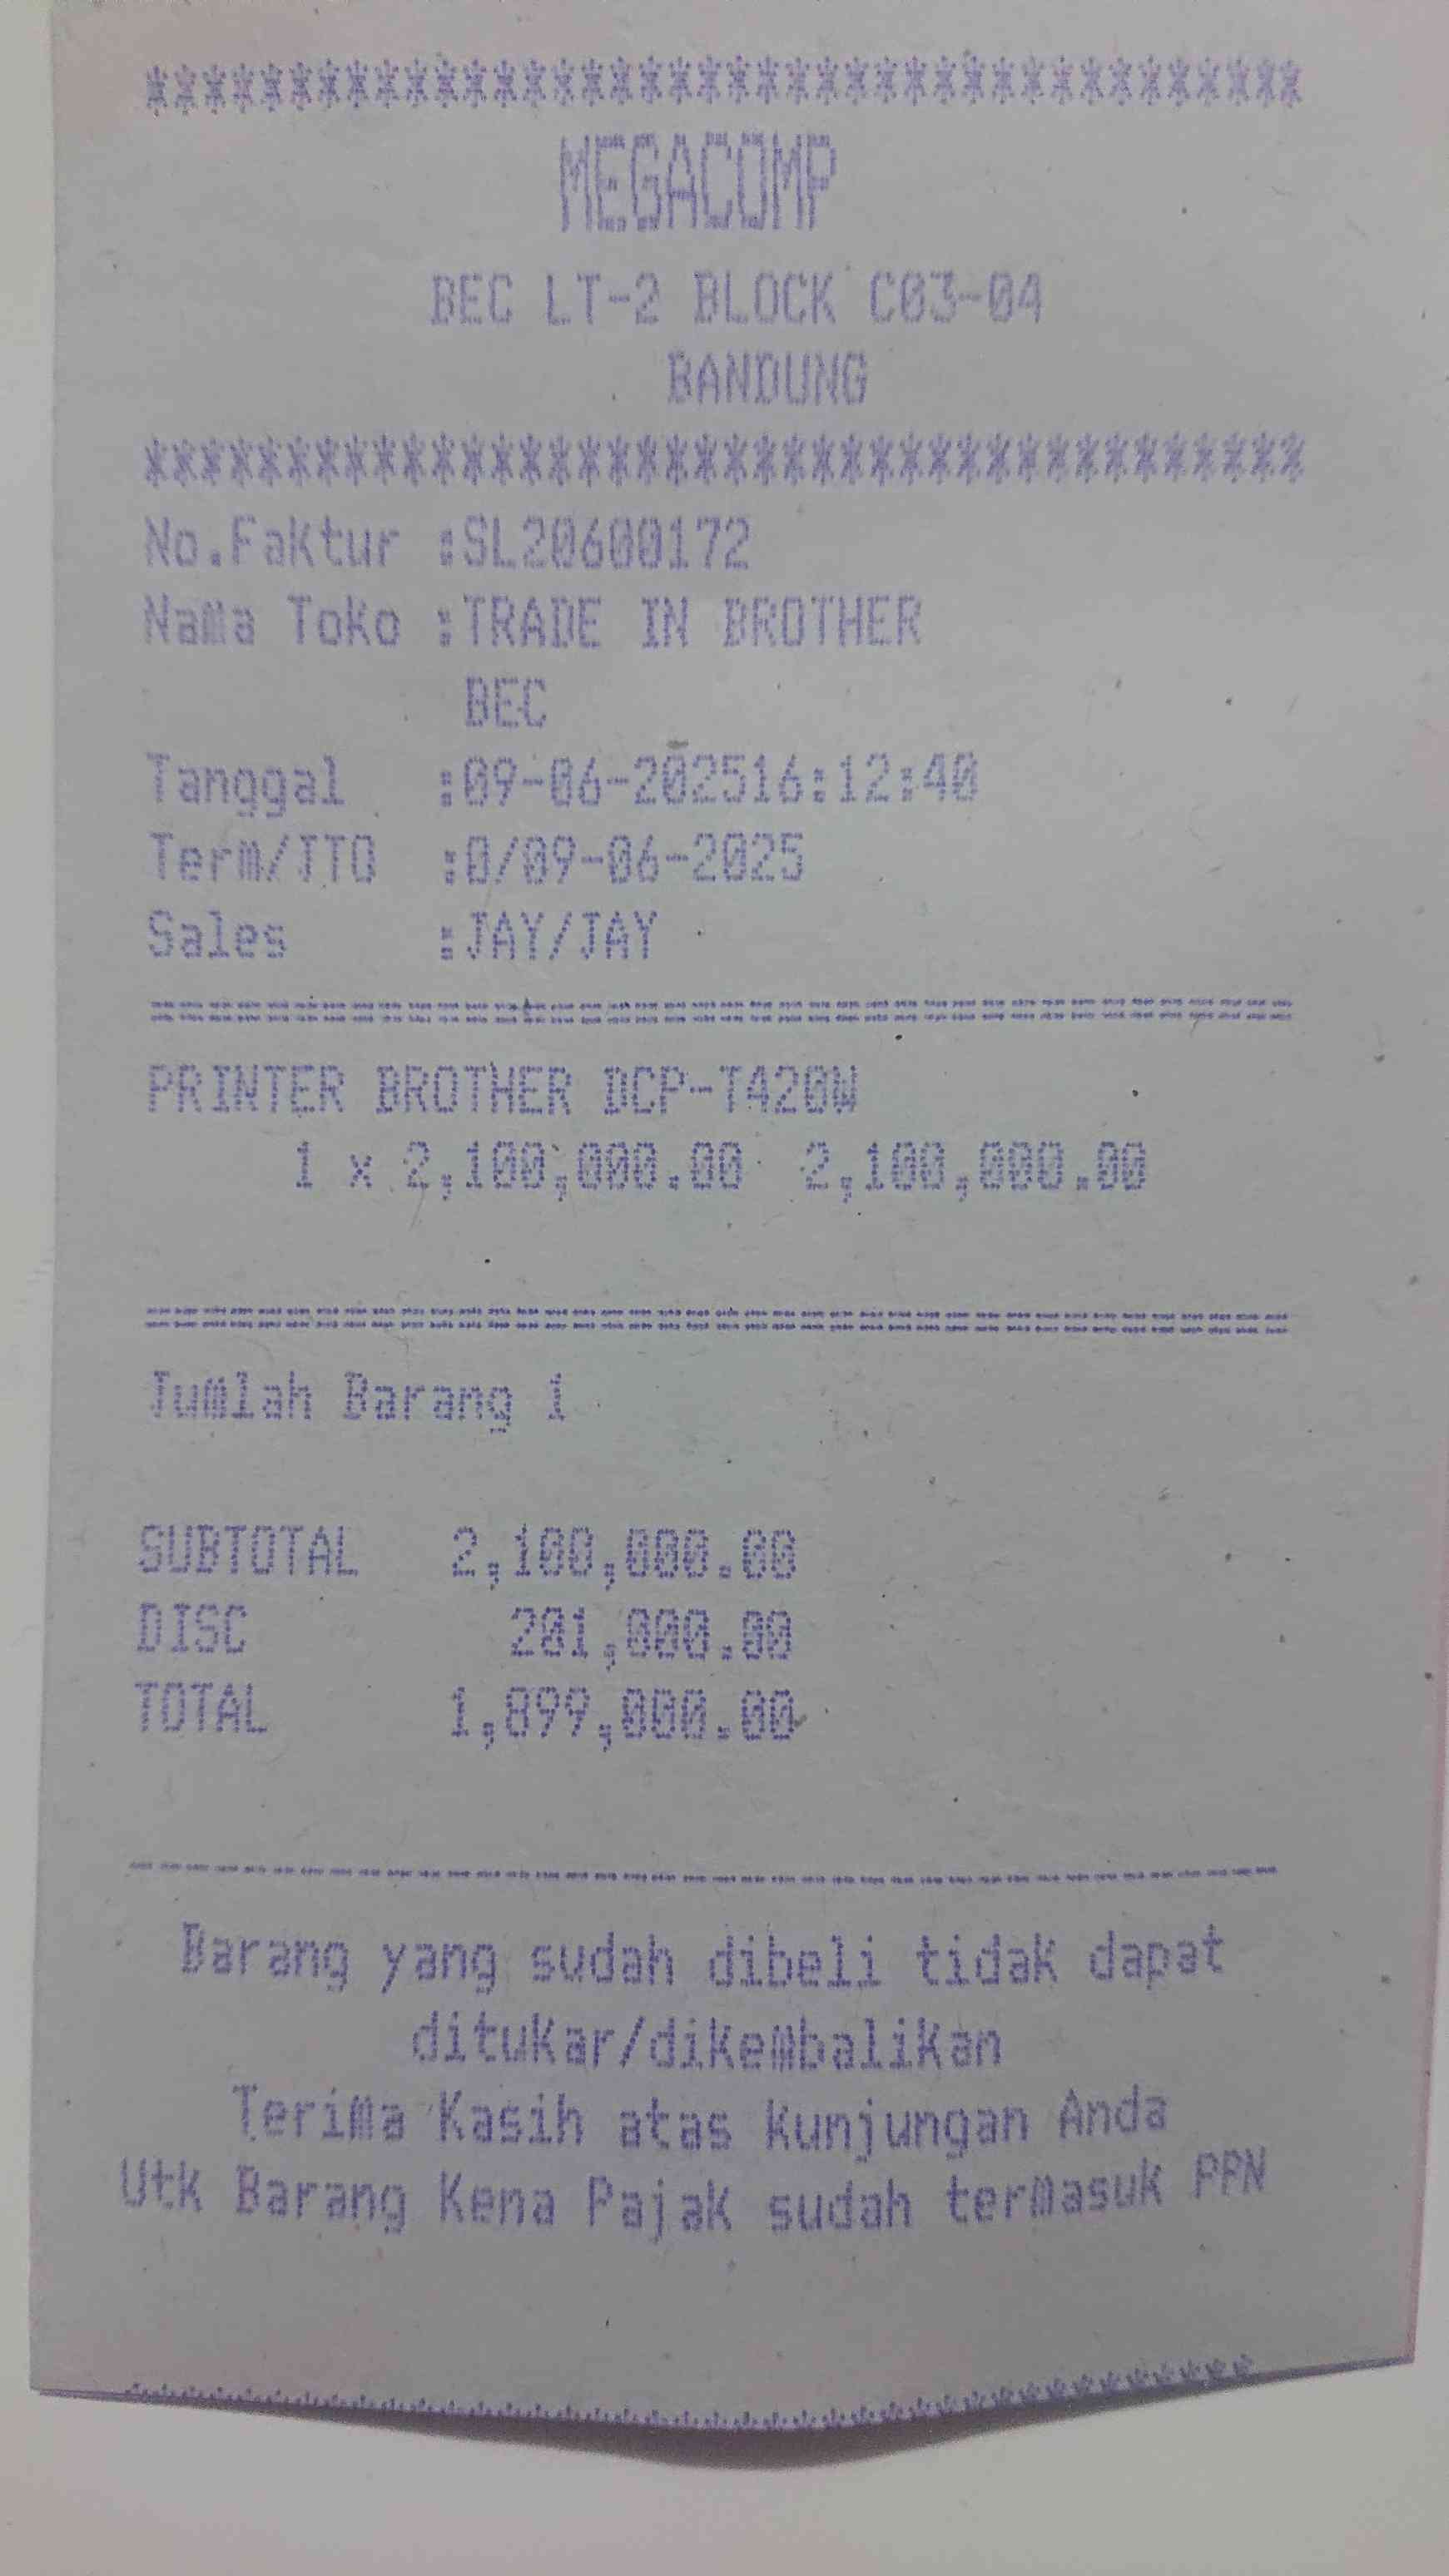 ****************************************
MEGACOMP
BEC LT-2 BLOCK C03-04
BANDUNG
****************************************
No.Faktur :SL20600172
Nama Toko :TRADE IN BROTHER
BEC
Tanggal :09-06-202516:12:40
Term/JTO :0/09-06-2025
Sales :JAY/JAY
========================================
PRINTER BROTHER DCP-T420W
1 x 2,100,000.00 2,100,000.00
========================================
Jumlah Barang 1
SUBTOTAL 2,100,000.00
DISC 201,000.00
TOTAL 1,899,000.00
----------------------------------------
Barang yang sudah dibeli tidak dapat
ditukar/dikembalikan
Terima Kasih atas kunjungan Anda
Utk Barang Kena Pajak sudah termasuk PPN
****************************************